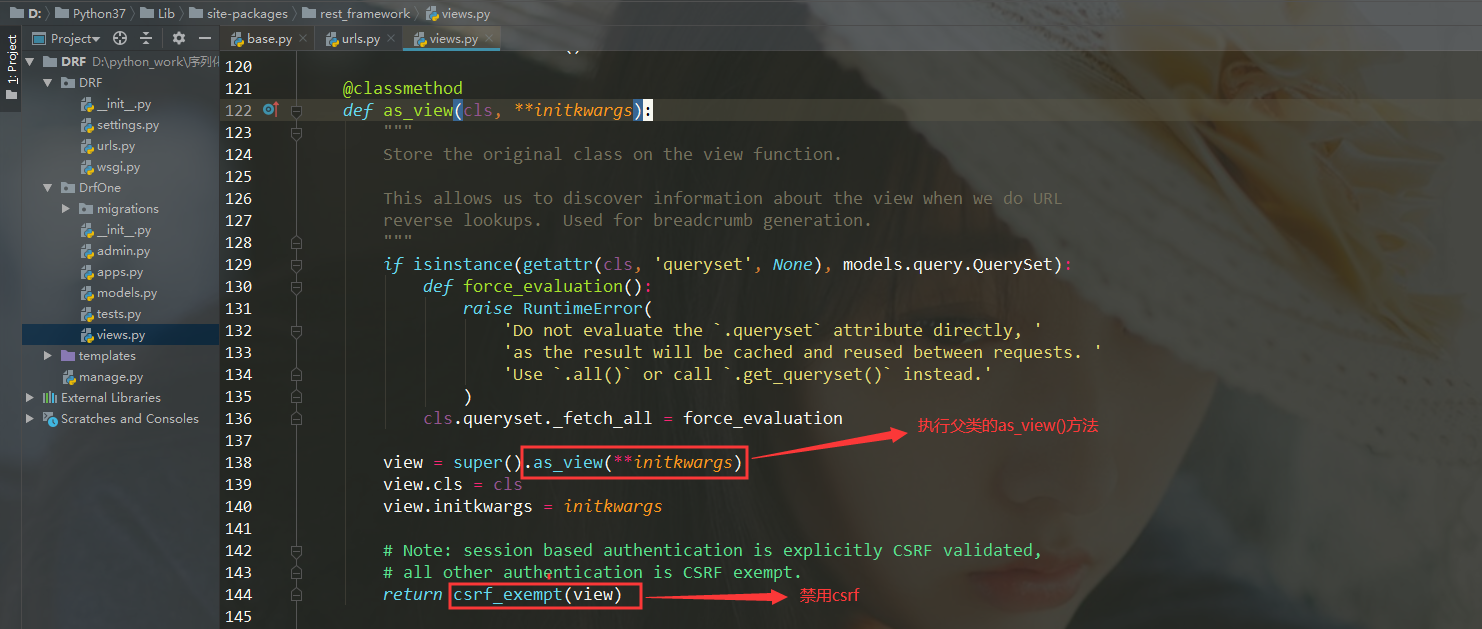 D: Python37 Lib site-packages rest_framework views.py
Project base.py urls.py views.py
1: Project
DRF D:\python_work\序列化
DRF
__init__.py
settings.py
urls.py
wsgi.py
DrfOne
migrations
__init__.py
admin.py
apps.py
models.py
tests.py
views.py
templates
manage.py
External Libraries
Scratches and Consoles
120
121 @classmethod
122 def as_view(cls, **initkwargs):
123 """
124 Store the original class on the view function.
125
126 This allows us to discover information about the view when we do URL
127 reverse lookups.  Used for breadcrumb generation.
128 """
129 if isinstance(getattr(cls, 'queryset', None), models.query.QuerySet):
130 def force_evaluation():
131 raise RuntimeError(
132 'Do not evaluate the `.queryset` attribute directly, '
133 'as the result will be cached and reused between requests. '
134 'Use `.all()` or call `.get_queryset()` instead.'
135 )
136 cls.queryset._fetch_all = force_evaluation
执行父类的as_view()方法
137
138 view = super().as_view(**initkwargs)
139 view.cls = cls
140 view.initkwargs = initkwargs
141
142 # Note: session based authentication is explicitly CSRF validated,
143 # all other authentication is CSRF exempt.
144 return csrf_exempt(view) 禁用csrf
145